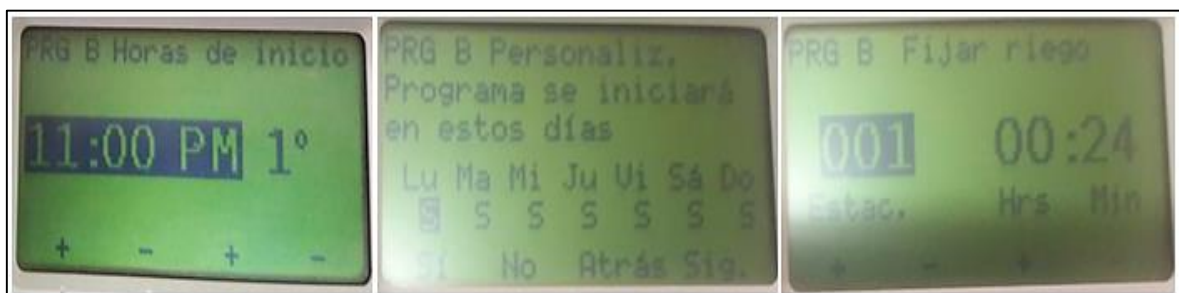 PRG B Horas de inicio
11:00 PM 1º
+ - + -
PRG B Personaliz.
Programa se iniciará
en estos días
Lu Ma Mi Ju Vi Sá Do
S S S S S S S
Sí No Atrás Sig.
PRG B Fijar riego
001 00:24
Estac. Hrs Min
+ - +